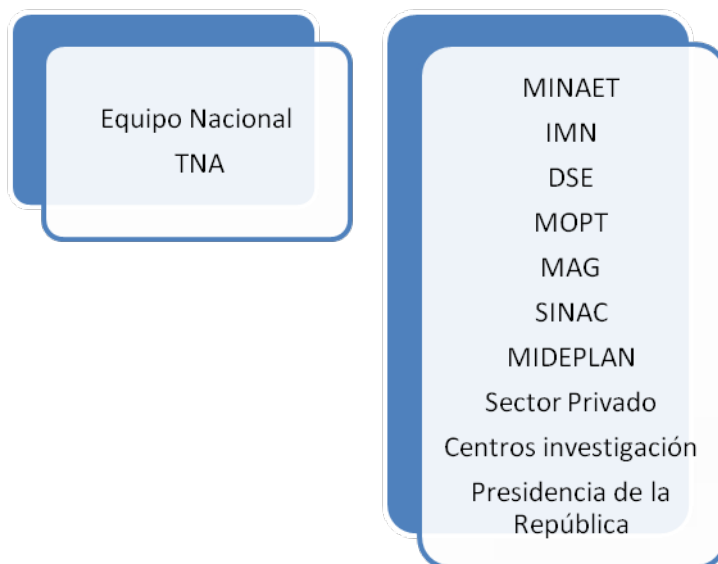 Equipo Nacional
TNA
MINAET
IMN
DSE
MOPT
MAG
SINAC
MIDEPLAN
Sector Privado
Centros investigación
Presidencia de la
República